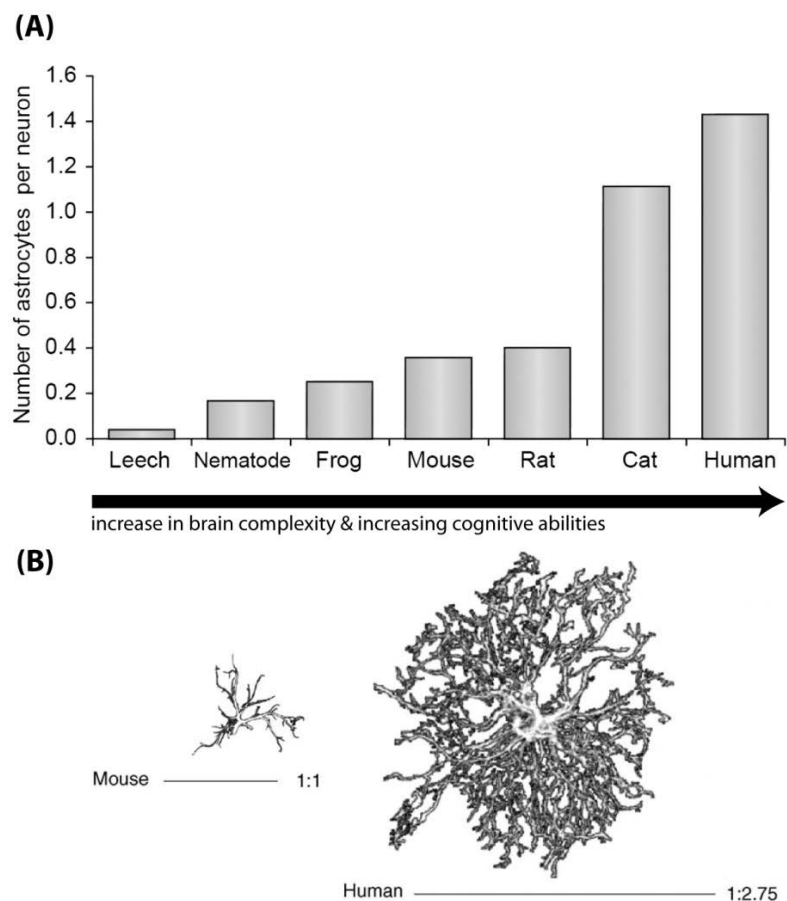 (A)
Number of astrocytes per neuron
1.6
1.4
1.2
1.0
0.8
0.6
0.4
0.2
0.0
Leech Nematode Frog Mouse Rat Cat Human
increase in brain complexity & increasing cognitive abilities
(B)
Mouse 1:1
Human 1:2.75